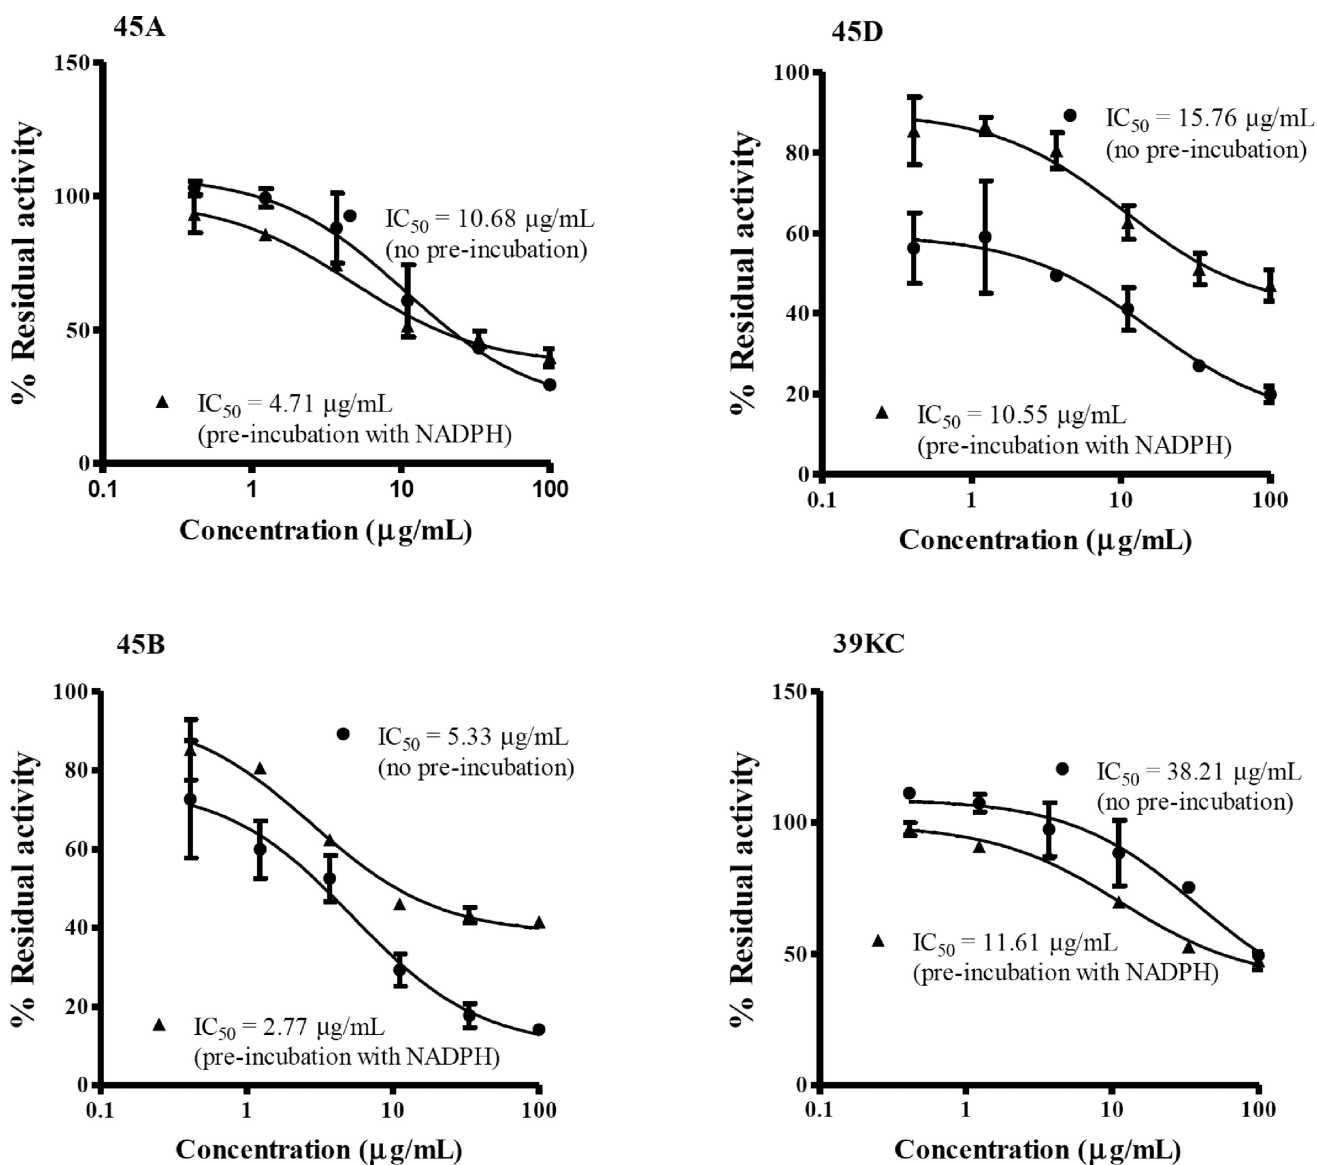 45A
% Residual activity
150
100
50
0
0.1
1
10
100
Concentration (µg/mL)
IC50 = 10.68 µg/mL
(no pre-incubation)
IC50 = 4.71 µg/mL
(pre-incubation with NADPH)
45D
% Residual activity
100
80
60
40
20
0
0.1
1
10
100
Concentration (µg/mL)
IC50 = 15.76 µg/mL
(no pre-incubation)
IC50 = 10.55 µg/mL
(pre-incubation with NADPH)
45B
% Residual activity
100
80
60
40
20
0
0.1
1
10
100
Concentration (µg/mL)
IC50 = 5.33 µg/mL
(no pre-incubation)
IC50 = 2.77 µg/mL
(pre-incubation with NADPH)
39KC
% Residual activity
150
100
50
0
0.1
1
10
100
Concentration (µg/mL)
IC50 = 38.21 µg/mL
(no pre-incubation)
IC50 = 11.61 µg/mL
(pre-incubation with NADPH)